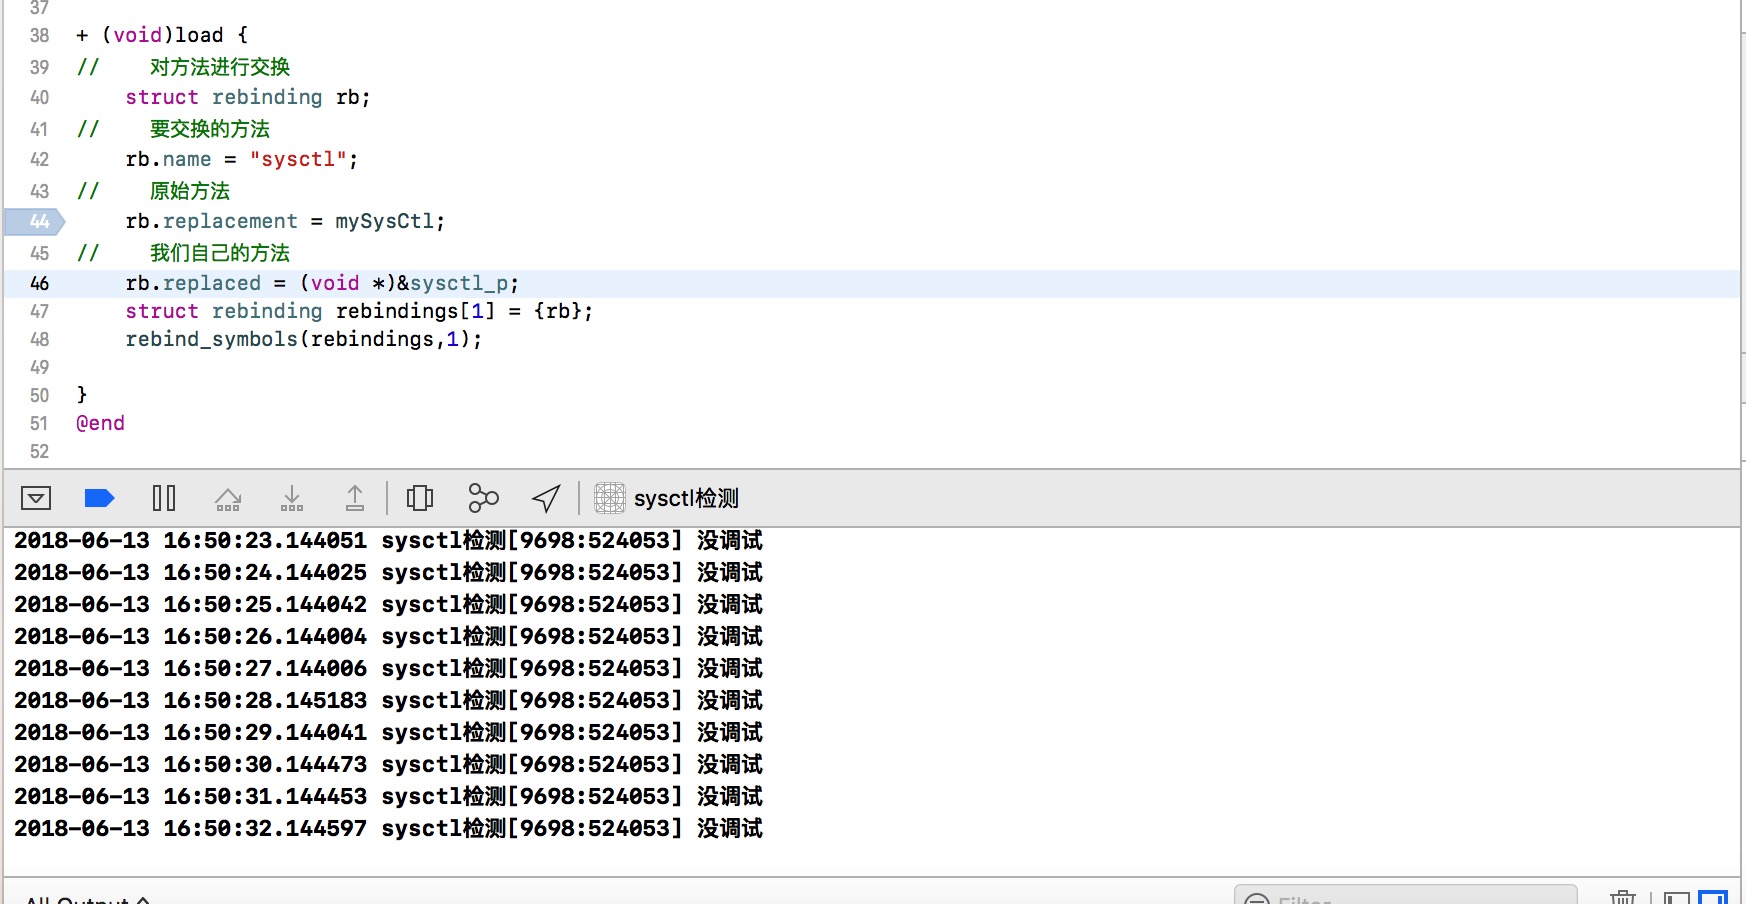 37
38 + (void)load {
39 //    对方法进行交换
40     struct rebinding rb;
41 //    要交换的方法
42     rb.name = "sysctl";
43 //    原始方法
44     rb.replacement = mySysCtl;
45 //    我们自己的方法
46     rb.replaced = (void *)&sysctl_p;
47     struct rebinding rebindings[1] = {rb};
48     rebind_symbols(rebindings,1);
49
50 }
51 @end
52
sysctl检测
2018-06-13 16:50:23.144051 sysctl检测[9698:524053] 没调试
2018-06-13 16:50:24.144025 sysctl检测[9698:524053] 没调试
2018-06-13 16:50:25.144042 sysctl检测[9698:524053] 没调试
2018-06-13 16:50:26.144004 sysctl检测[9698:524053] 没调试
2018-06-13 16:50:27.144006 sysctl检测[9698:524053] 没调试
2018-06-13 16:50:28.145183 sysctl检测[9698:524053] 没调试
2018-06-13 16:50:29.144041 sysctl检测[9698:524053] 没调试
2018-06-13 16:50:30.144473 sysctl检测[9698:524053] 没调试
2018-06-13 16:50:31.144453 sysctl检测[9698:524053] 没调试
2018-06-13 16:50:32.144597 sysctl检测[9698:524053] 没调试
All Output Filter